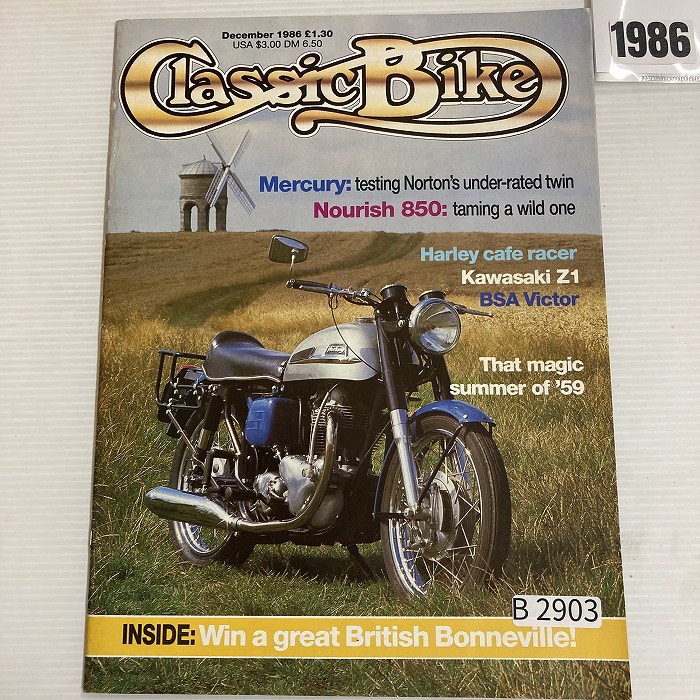 1986
December 1986 £1.30
USA $3.00 DM 6.50
Classic Bike
Mercury: testing Norton's under-rated twin
Nourish 850: taming a wild one
Harley cafe racer
Kawasaki Z1
BSA Victor
That magic
summer of '59
B 2903
INSIDE: Win a great British Bonneville!